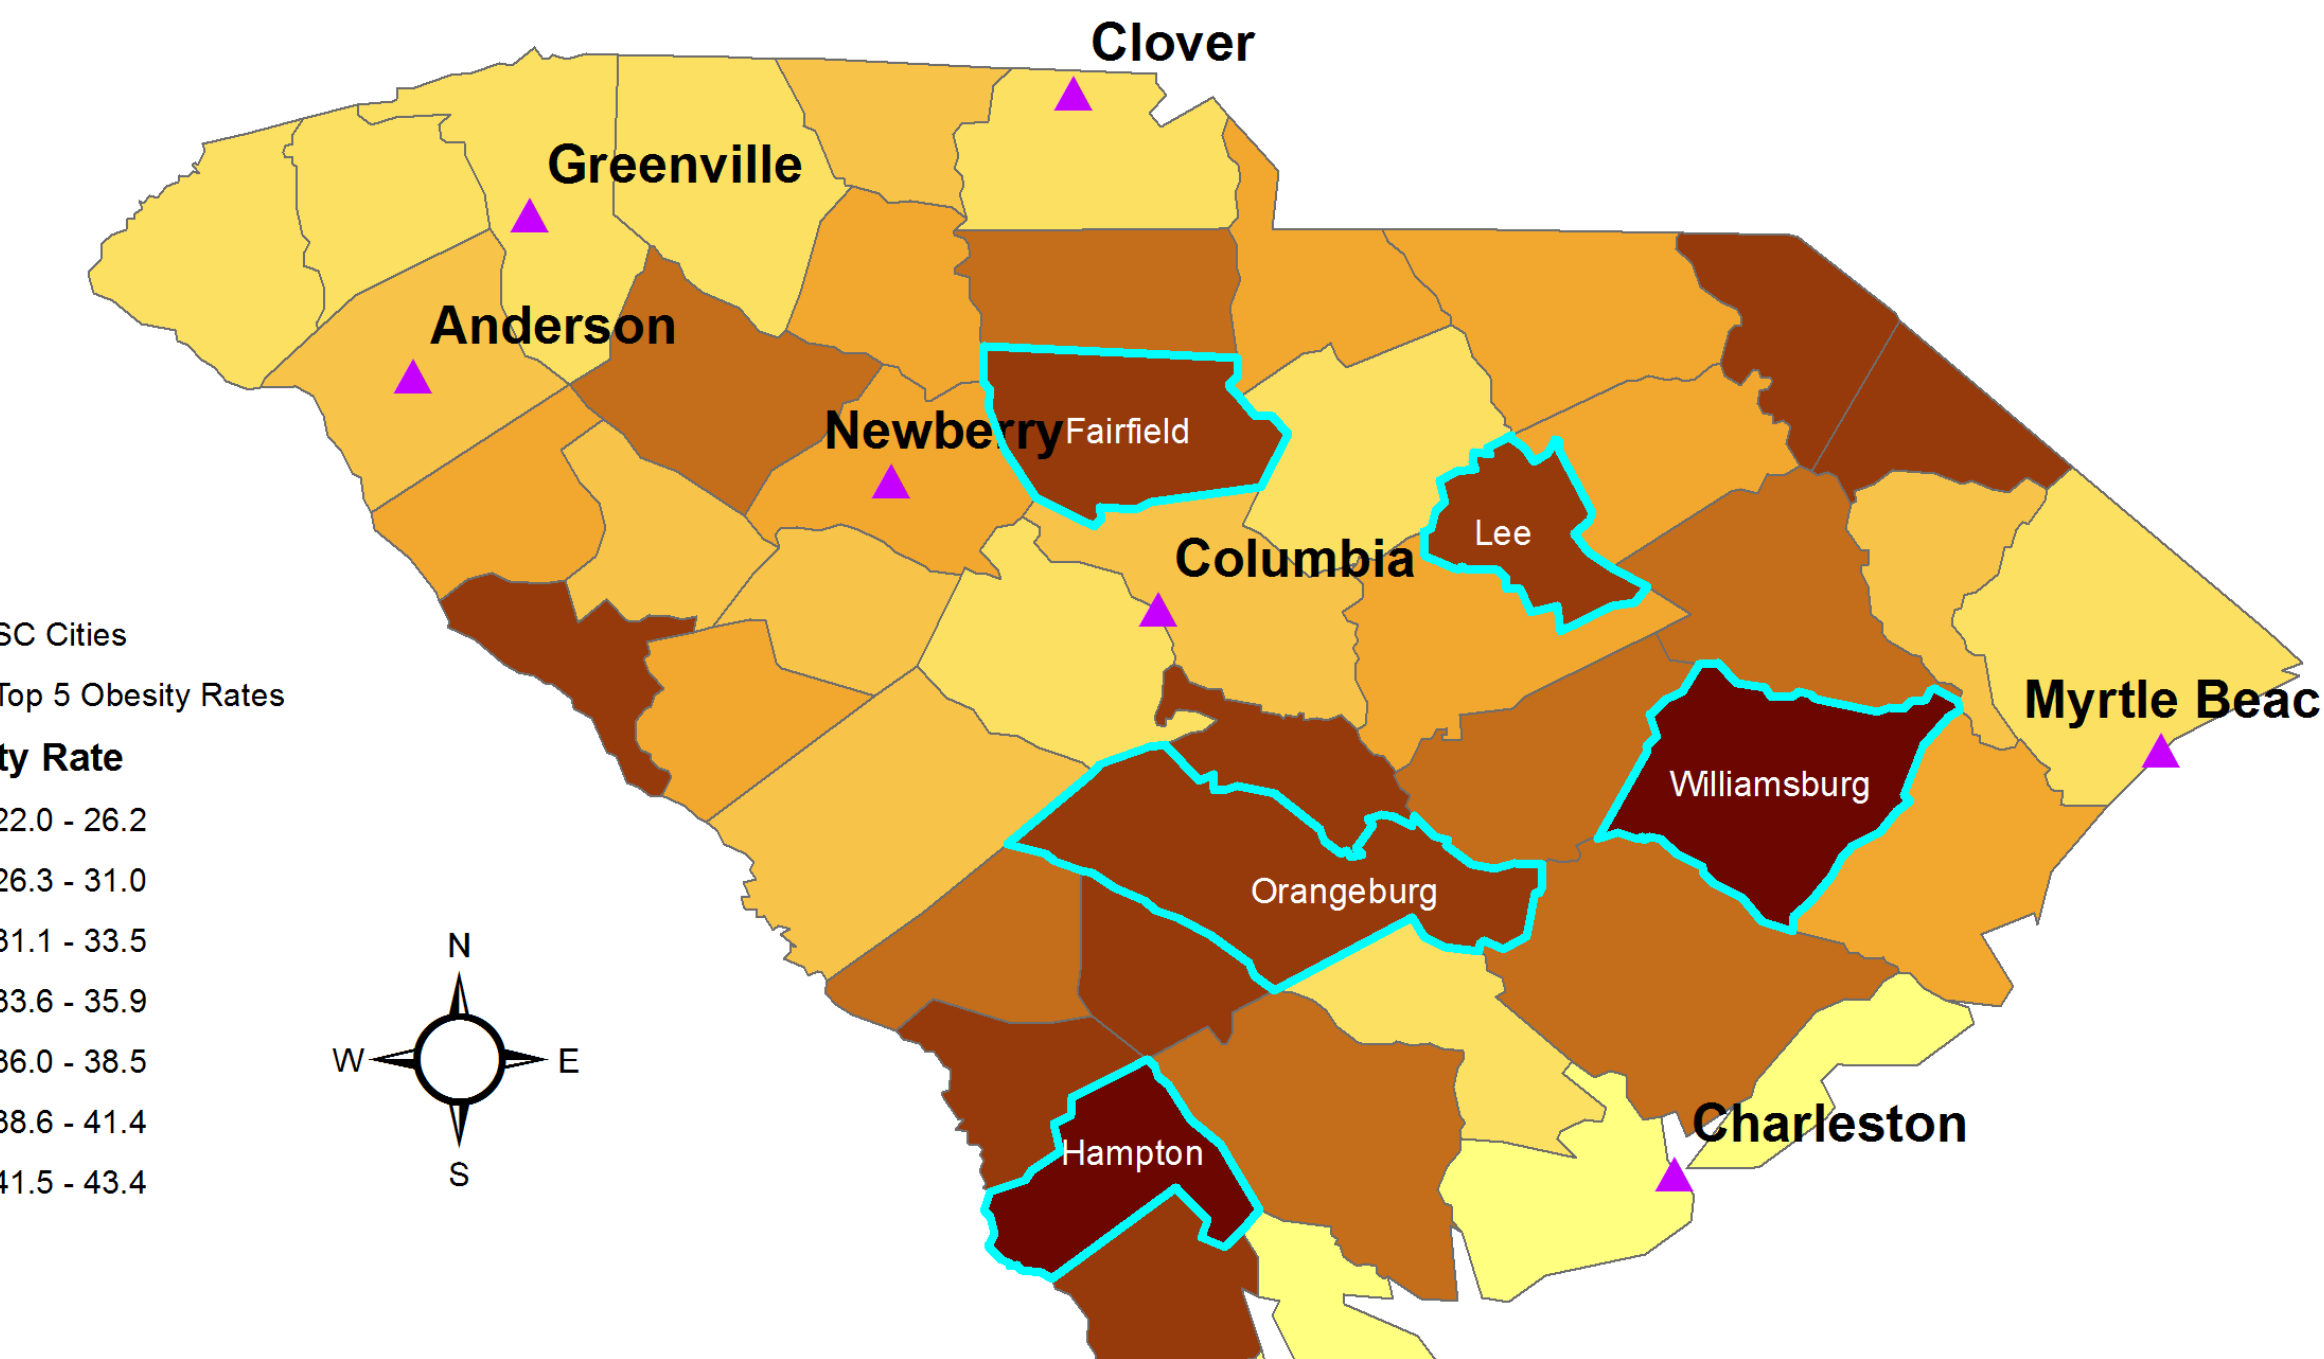 Clover
Greenville
Anderson
Newberry
Fairfield
Lee
Columbia
SC Cities
Top 5 Obesity Rates
ty Rate
22.0 - 26.2
26.3 - 31.0
31.1 - 33.5
33.6 - 35.9
36.0 - 38.5
38.6 - 41.4
41.5 - 43.4
Myrtle Beac
Williamsburg
Orangeburg
N
W
E
S
Charleston
Hampton